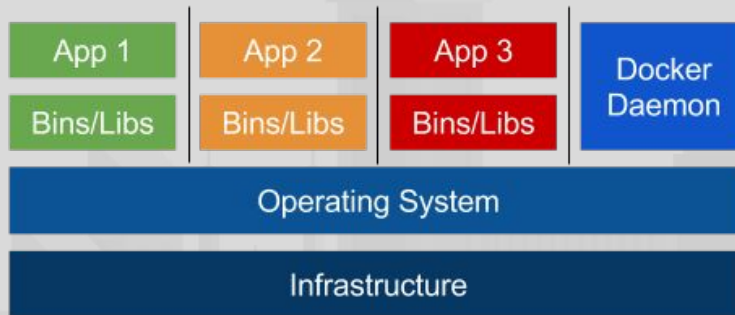 App 1
App 2
App 3
Docker
Daemon
Bins/Libs
Bins/Libs
Bins/Libs
Operating System
Infrastructure